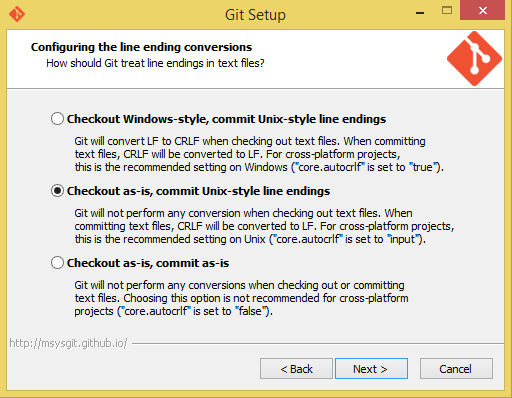 Git Setup
Configuring the line ending conversions
How should Git treat line endings in text files?
Checkout Windows-style, commit Unix-style line endings
Git will convert LF to CRLF when checking out text files. When committing
text files, CRLF will be converted to LF. For cross-platform projects,
this is the recommended setting on Windows ("core.autocrlf" is set to "true").
Checkout as-is, commit Unix-style line endings
Git will not perform any conversion when checking out text files. When
committing text files, CRLF will be converted to LF. For cross-platform projects,
this is the recommended setting on Unix ("core.autocrlf" is set to "input").
Checkout as-is, commit as-is
Git will not perform any conversions when checking out or committing
text files. Choosing this option is not recommended for cross-platform
projects ("core.autocrlf" is set to "false").
http://msysgit.github.io/
< Back Next > Cancel